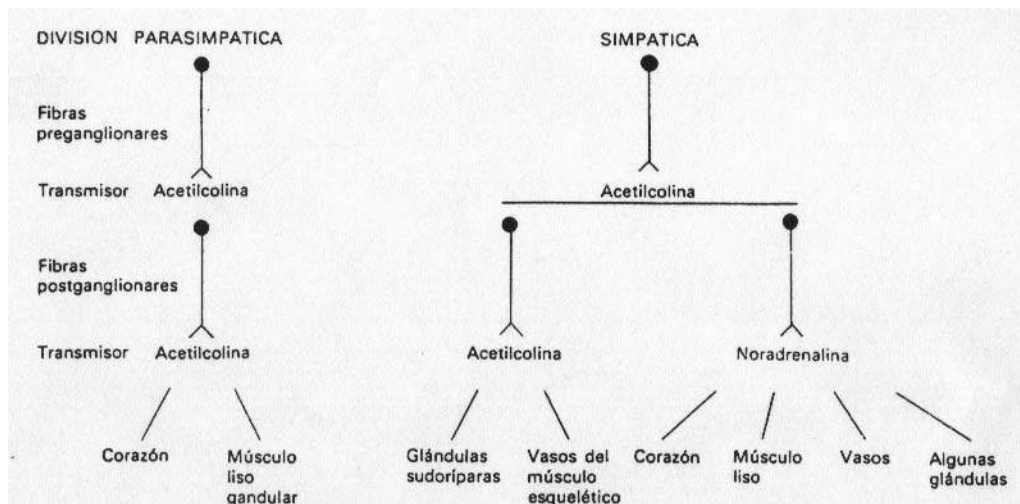 DIVISION PARASIMPATICA
SIMPATICA
Fibras
preganglionares
Transmisor Acetilcolina
Acetilcolina
Fibras
postganglionares
Transmisor Acetilcolina
Acetilcolina
Noradrenalina
Corazón
Músculo
liso
gandular
Glándulas
sudoríparas
Vasos del
músculo
esquelético
Corazón
Músculo
liso
Vasos
Algunas
glándulas